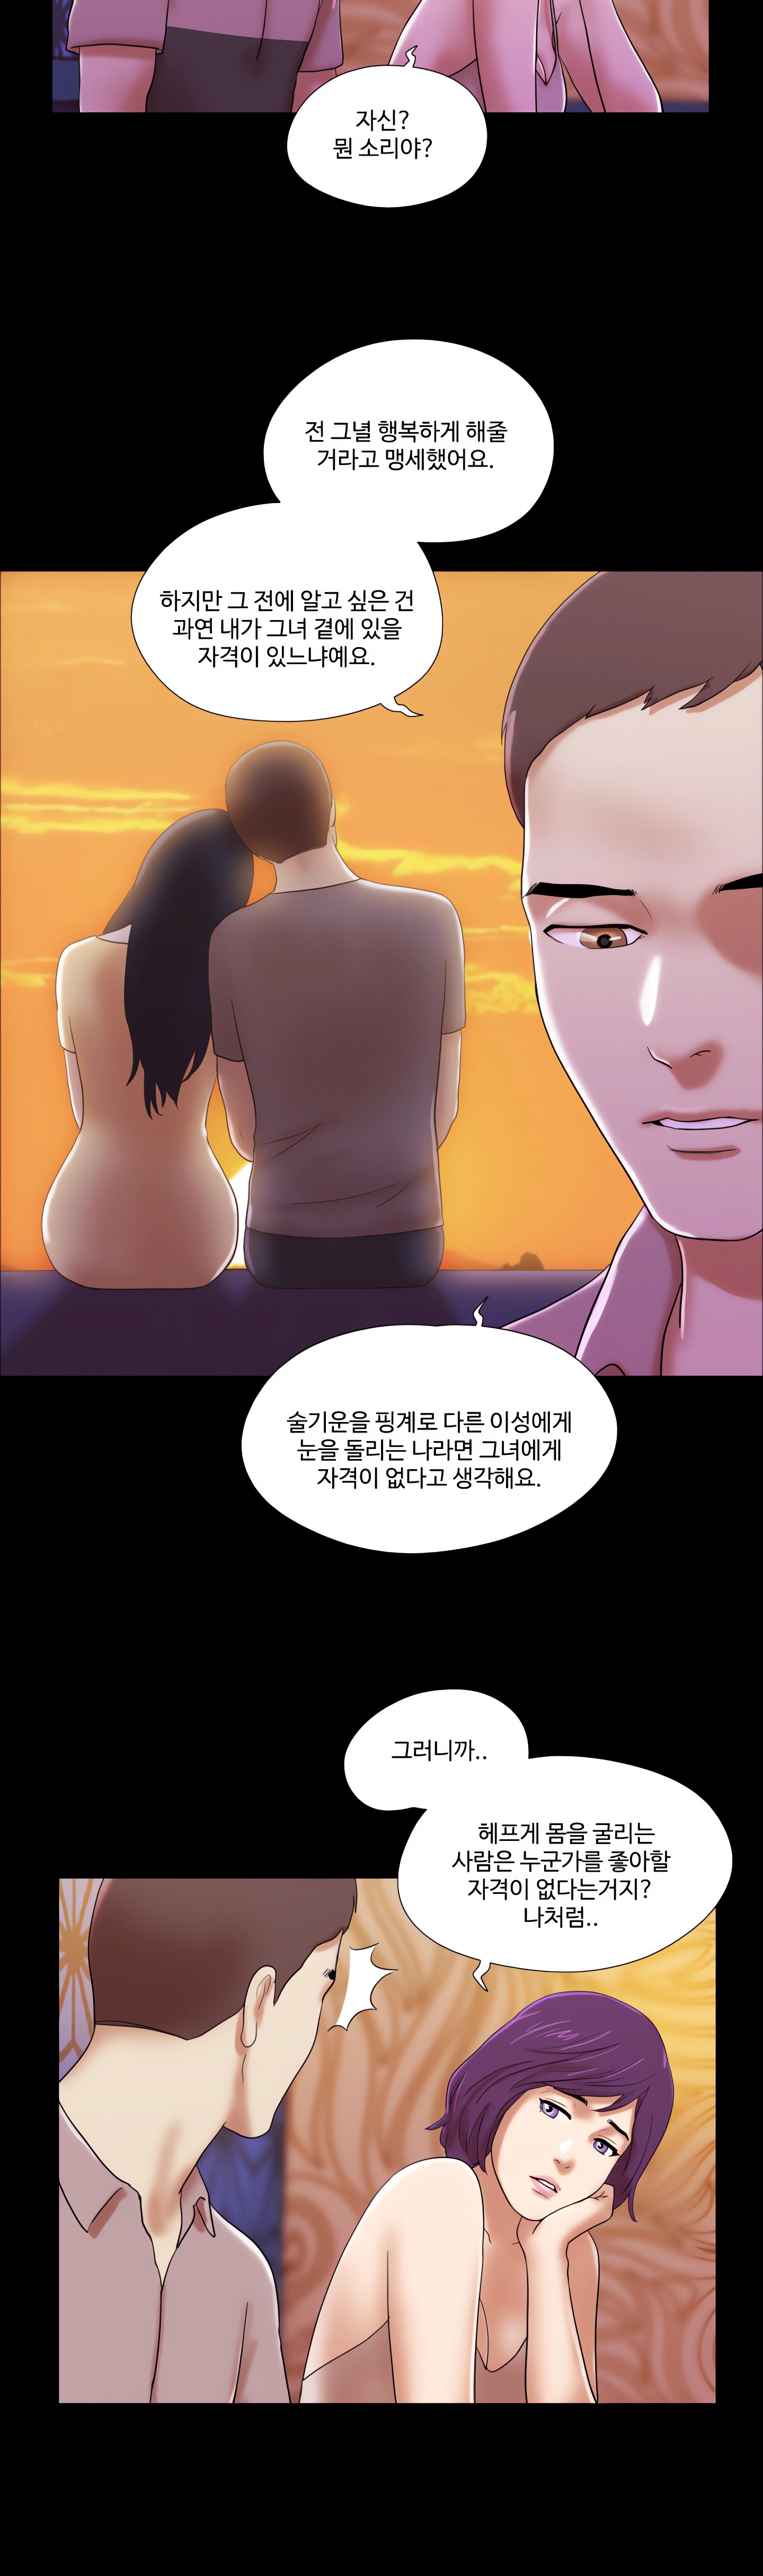 자신?
뭔 소리야?
전 그녈 행복하게 해줄
거라고 맹세했어요.
하지만 그 전에 알고 싶은 건
과연 내가 그녀 곁에 있을
자격이 있느냐예요.
술기운을 핑계로 다른 이성에게
눈을 돌리는 나라면 그녀에게
자격이 없다고 생각해요.
그러니까..
헤프게 몸을 굴리는
사람은 누군가를 좋아할
자격이 없다는거지?
나처럼..